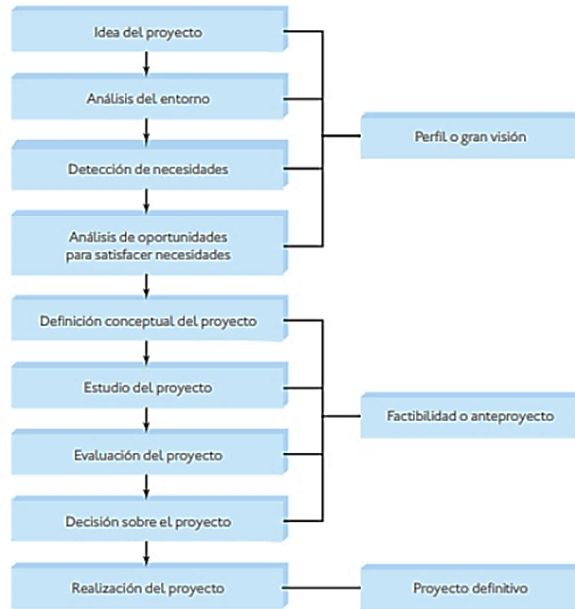 Idea del proyecto
Análisis del entorno
Perfil o gran visión
Detección de necesidades
Análisis de oportunidades
para satisfacer necesidades
Definición conceptual del proyecto
Estudio del proyecto
Factibilidad o anteproyecto
Evaluación del proyecto
Decisión sobre el proyecto
Realización del proyecto
Proyecto definitivo